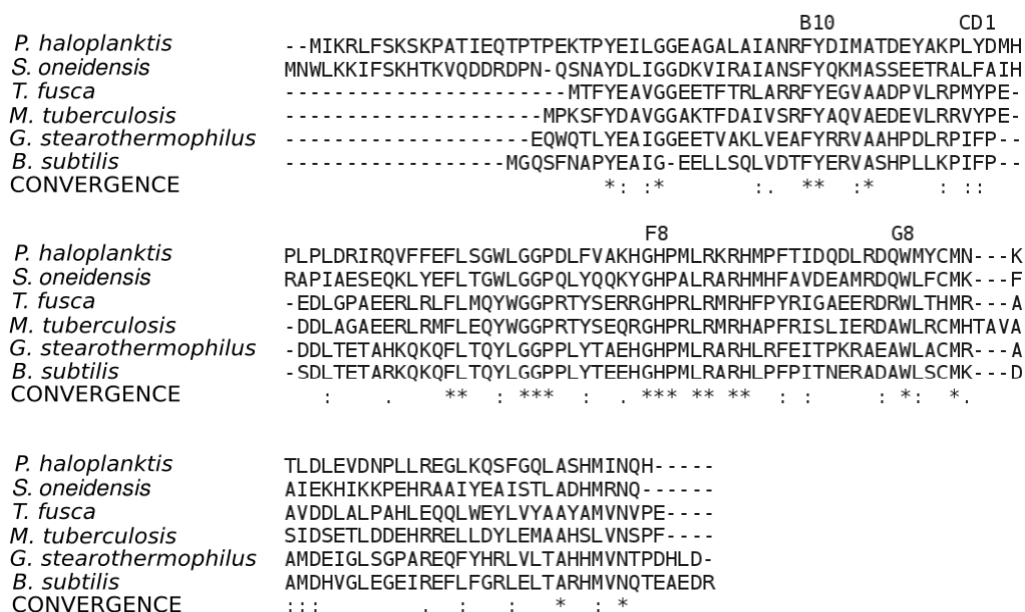 B10 CD1
P. haloplanktis --MIKRLFSKSKPATIEQTPTPEKTPYEILGGEAGALAIANRFYDIMATDEYAKPLYDMH
S. oneidensis MNWLKKIFSKHTKVQDDRDPN-QSNAYDLIGGDKVIRAIANSFYQKMASSEETRALFAIH
T. fusca -----------------------MTFYEAVGGEETFTRLARRFYEGVAADPVLRPMYPE-
M. tuberculosis ---------------------MPKSFYDAVGGAKTFDAIVSRFYAQVAEDEVLRRVYPE-
G. stearothermophilus --------------------EQWQTLYEAIGGEETVAKLVEAFYRRVAAHPDLRPIFP--
B. subtilis ------------------MGQSFNAPYEAIG-EELLSQLVDTFYERVASHPLLKPIFP--
CONVERGENCE *: :* :. ** :* : ::
F8 G8
P. haloplanktis PLPLDRIRQVFFEFLSGWLGGPDLFVAKHGHPMLRKRHMPFTIDQDLRDQWMYCMN---K
S. oneidensis RAPIAESEQKLYEFLTGWLGGPQLYQQKYGHPALRARHMHFAVDEAMRDQWLFCMK---F
T. fusca -EDLGPAEERLRLFLMQYWGGPRTYSERRGHPRLRMRHFPYRIGAEERDRWLTHMR---A
M. tuberculosis -DDLAGAEERLRMFLEQYWGGPRTYSEQRGHPRLRMRHAPFRISLIERDAWLRCMHTAVA
G. stearothermophilus -DDLTETAHKQKQFLTQYLGGPPLYTAEHGHPMLRARHLRFEITPKRAEAWLACMR---A
B. subtilis -SDLTETARKQKQFLTQYLGGPPLYTEEHGHPMLRARHLPFPITNERADAWLSCMK---D
CONVERGENCE : . ** : *** : . *** ** ** : : : *: *.
P. haloplanktis TLDLEVDNPLLREGLKQSFGQLASHMINQH-----
S. oneidensis AIEKHIKKPEHRAAIYEAISTLADHMRNQ------
T. fusca AVDDLALPAHLEQQLWEYLVYAAYAMVNVPE----
M. tuberculosis SIDSETLDDEHRRELLDYLEMAAHSLVNSPF----
G. stearothermophilus AMDEIGLSGPAREQFYHRLVLTAHHMVNTPDHLD-
B. subtilis AMDHVGLEGEIREFLFGRLELTARHMVNQTEAEDR
CONVERGENCE ::: . : : * : *